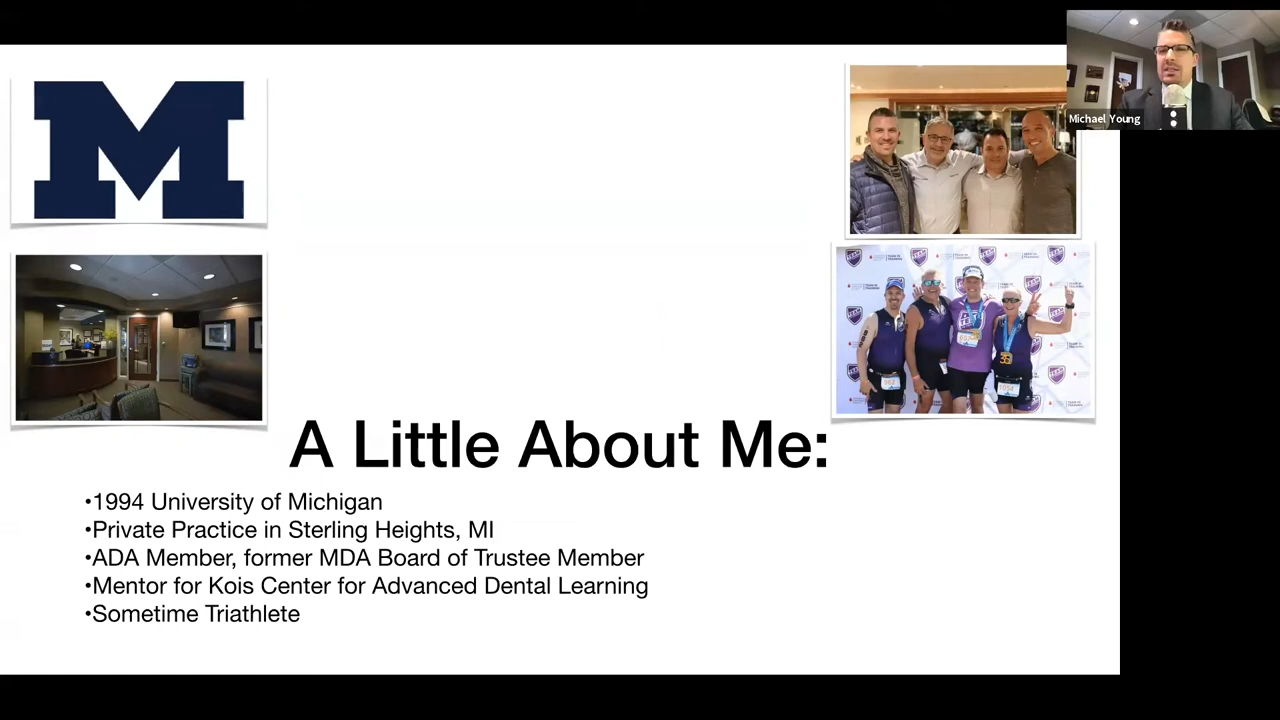 M
Michael Young
A Little About Me:
•1994 University of Michigan
•Private Practice in Sterling Heights, MI
•ADA Member, former MDA Board of Trustee Member
•Mentor for Kois Center for Advanced Dental Learning
•Sometime Triathlete